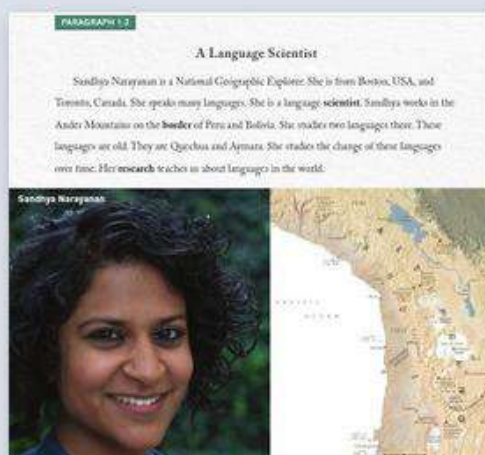 PARAGRAPH 1.2
A Language Scientist
Sandhya Narayanan is a National Geographic Explorer. She is from Boston, USA, and
Toronto, Canada. She speaks many languages. She is a language scientist. Sandhya works in the
Andes Mountains on the border of Peru and Bolivia. She studies two languages there. These
languages are old. They are Quechua and Aymara. She studies the change of these languages
over time. Her research teaches us about languages in the world.
Sandhya Narayanan
OCEAN